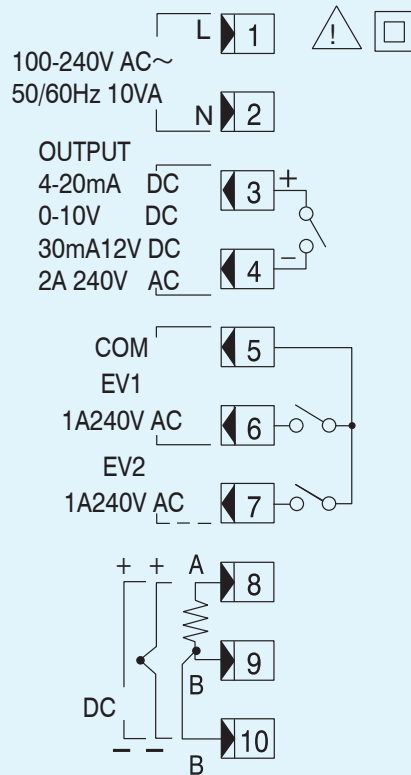 L 1
!
100-240V AC～
50/60Hz 10VA
N 2
OUTPUT
4-20mA DC 3 +
0-10V DC
30mA12V DC 4 −
2A 240V AC
COM 5
EV1
1A240V AC 6
EV2
1A240V AC 7
+ + A 8
9
B
DC
− − 10
B